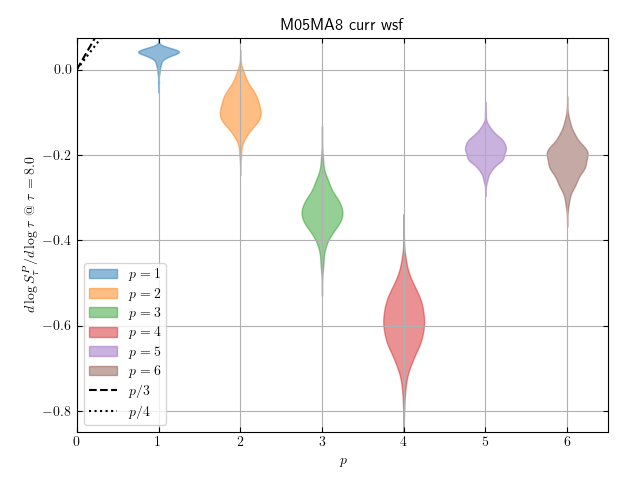 M05MA8 curr wsf
d log S_τ^P / d log τ @ τ = 8.0
0.0
−0.2
−0.4
−0.6
−0.8
p = 1
p = 2
p = 3
p = 4
p = 5
p = 6
p/3
p/4
0 1 2 3 4 5 6
p